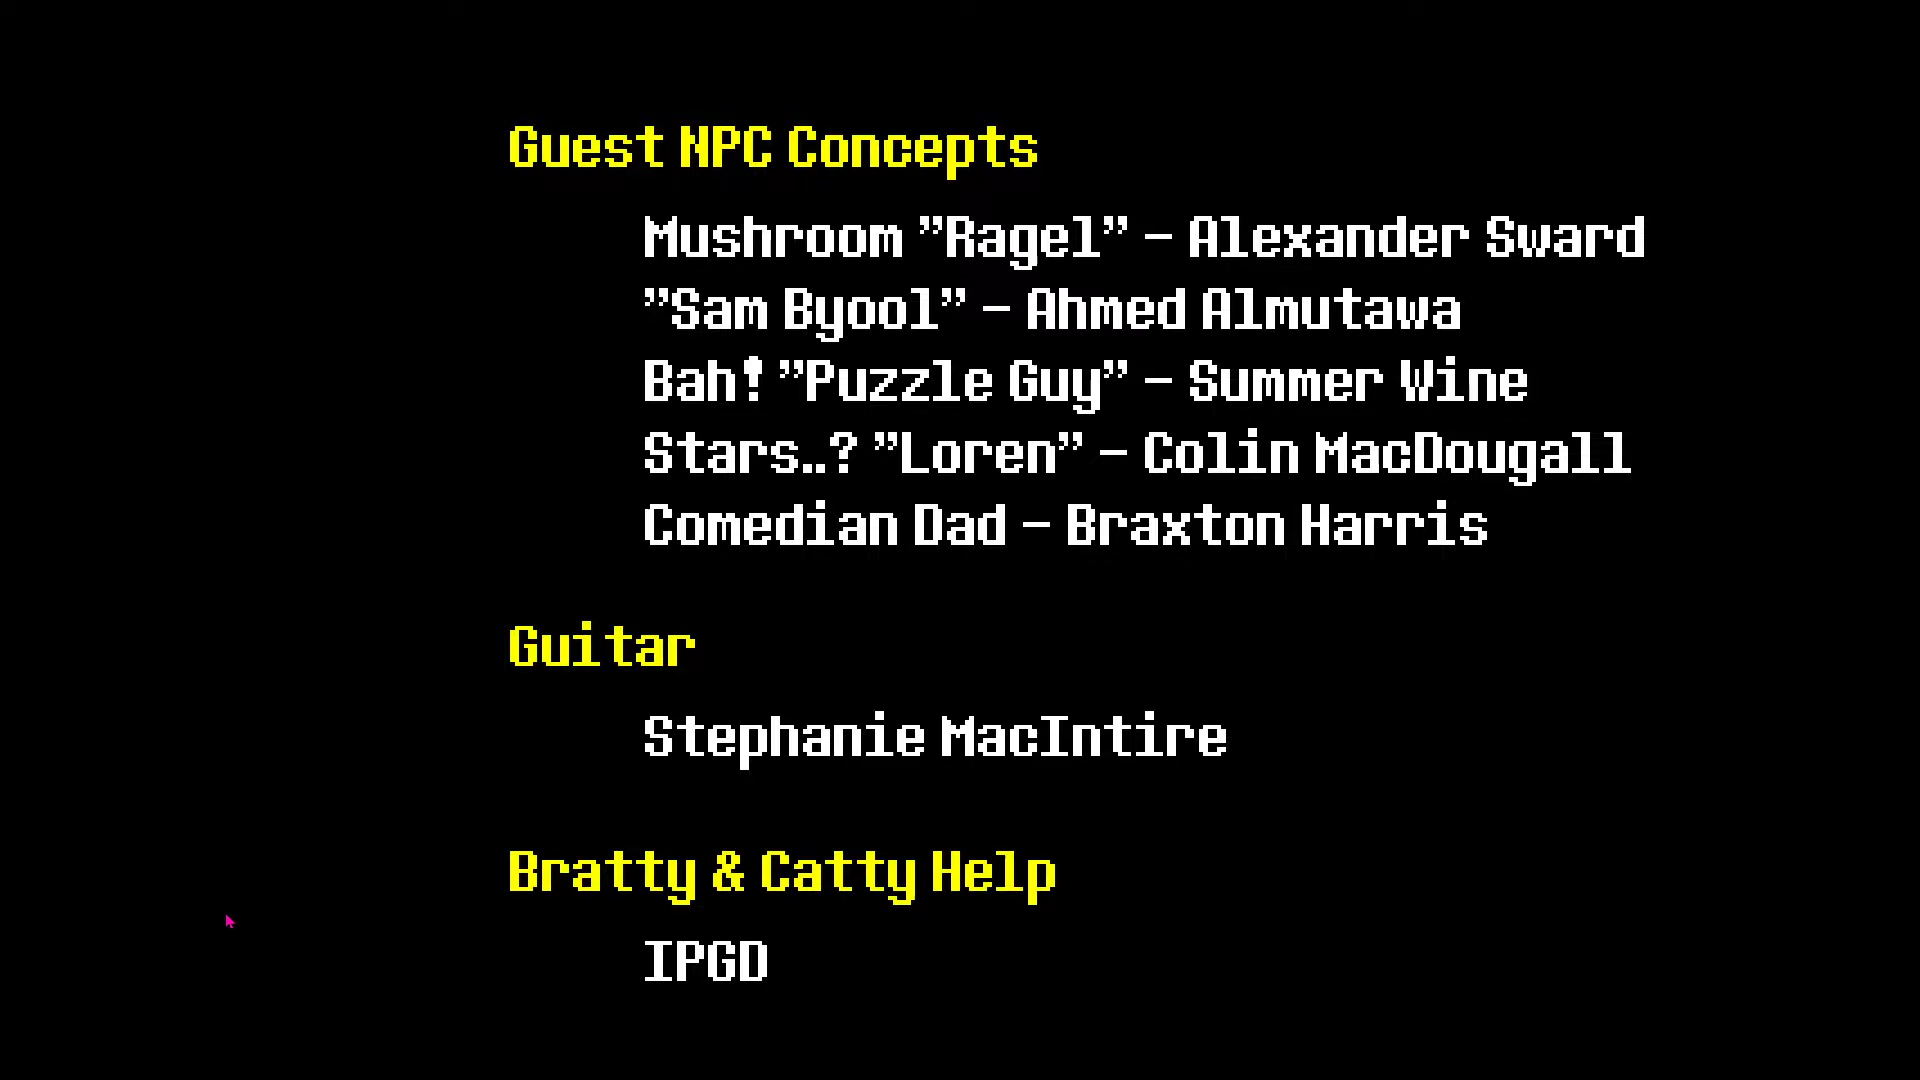 Guest NPC Concepts
Mushroom "Ragel" - Alexander Sward
"Sam Byool" - Ahmed Almutawa
Bah! "Puzzle Guy" - Summer Wine
Stars..? "Loren" - Colin MacDougall
Comedian Dad - Braxton Harris
Guitar
Stephanie MacIntire
Bratty & Catty Help
IPGD